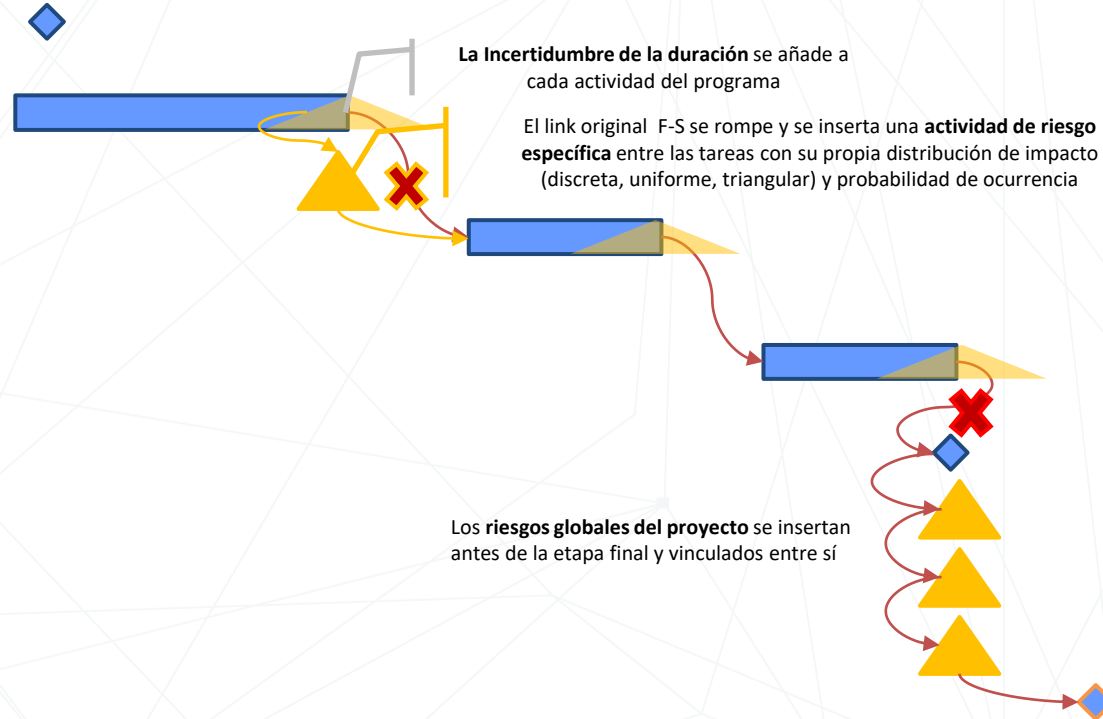 La Incertidumbre de la duración se añade a
cada actividad del programa
El link original F-S se rompe y se inserta una actividad de riesgo
específica entre las tareas con su propia distribución de impacto
(discreta, uniforme, triangular) y probabilidad de ocurrencia
Los riesgos globales del proyecto se insertan
antes de la etapa final y vinculados entre sí